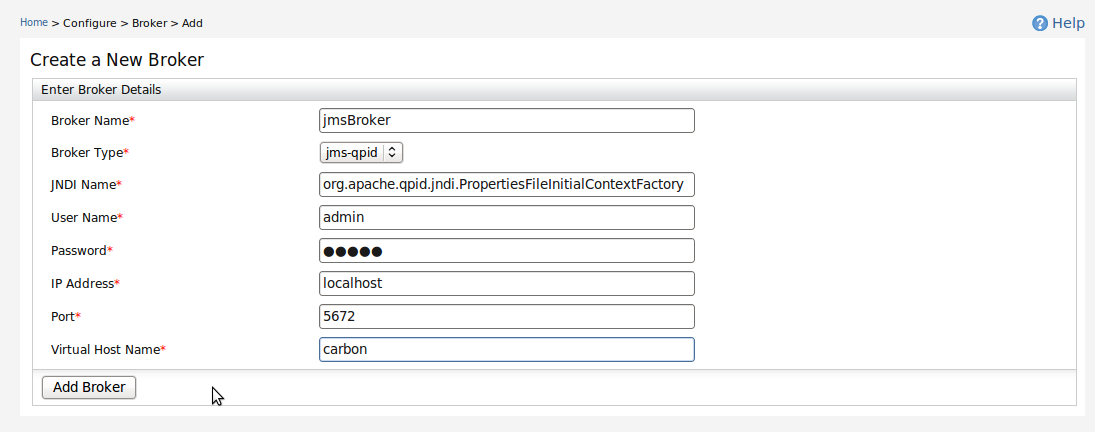 Home > Configure > Broker > Add
Help
Create a New Broker
Enter Broker Details
Broker Name* jmsBroker
Broker Type* jms-qpid
JNDI Name* org.apache.qpid.jndi.PropertiesFileInitialContextFactory
User Name* admin
Password* ●●●●●
IP Address* localhost
Port* 5672
Virtual Host Name* carbon
Add Broker